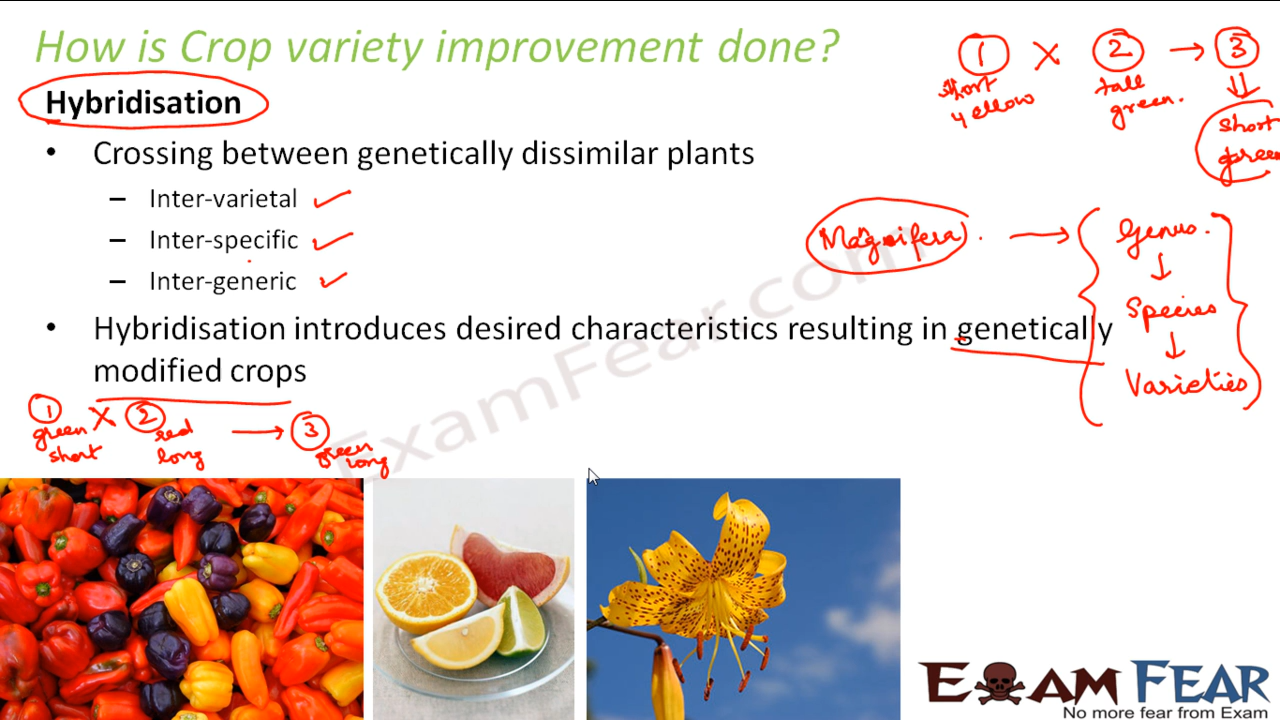 How is Crop variety improvement done?
Hybridisation
• Crossing between genetically dissimilar plants
– Inter-varietal
– Inter-specific
– Inter-generic
• Hybridisation introduces desired characteristics resulting in genetically
modified crops
1 X 2 → 3
short
yellow
tall
green.
short
green
Magnifera. → Genus.
↓
Species
↓
Varieties
1 X 2 → 3
green
short
red
long
green
long
ExamFear.com
EXAM FEAR
No more fear from Exam